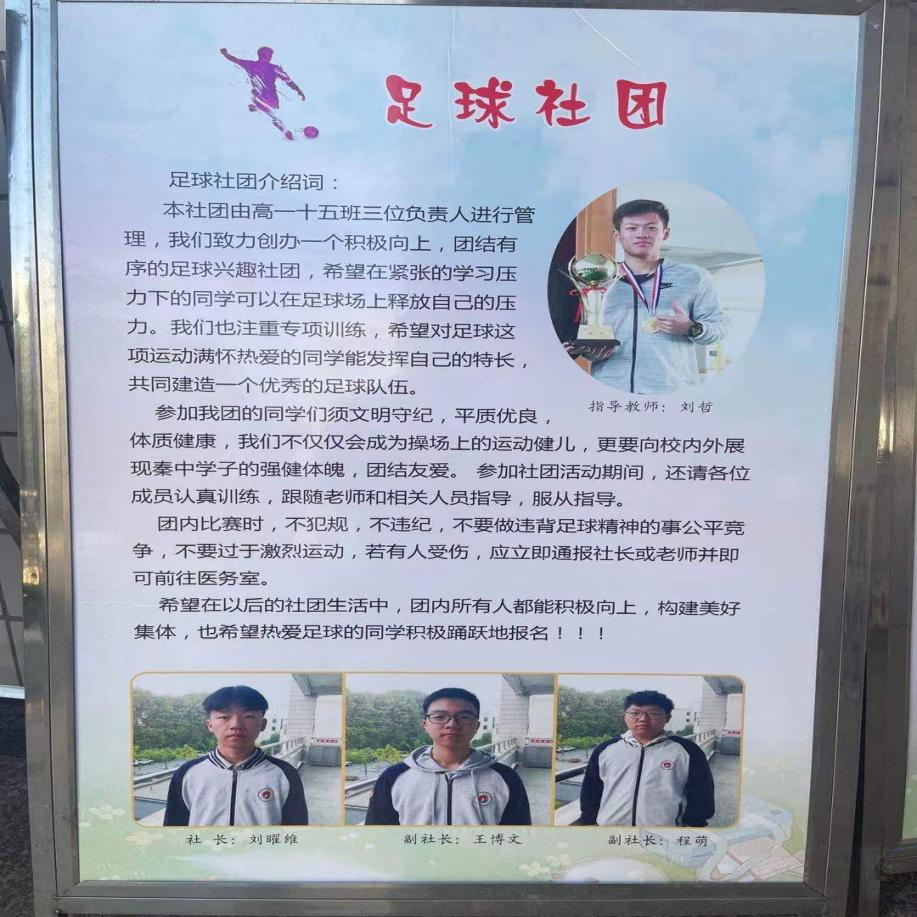 足球社团
足球社团介绍词：
本社团由高一十五班三位负责人进行管
理，我们致力创办一个积极向上，团结有
序的足球兴趣社团，希望在紧张的学习压
力下的同学可以在足球场上释放自己的压
力。我们也注重专项训练，希望对足球这
项运动满怀热爱的同学能发挥自己的特长，
共同建造一个优秀的足球队伍。
指导教师：刘哲
参加我团的同学们须文明守纪，平质优良，
体质健康，我们不仅仅会成为操场上的运动健儿，更要向校内外展
现秦中学子的强健体魄，团结友爱。 参加社团活动期间，还请各位
成员认真训练，跟随老师和相关人员指导，服从指导。
团内比赛时，不犯规，不违纪，不要做违背足球精神的事公平竞
争，不要过于激烈运动，若有人受伤，应立即通报社长或老师并即
可前往医务室。
希望在以后的社团生活中，团内所有人都能积极向上，构建美好
集体，也希望热爱足球的同学积极踊跃地报名！！！
社 长：刘曜维
副社长：王博文
副社长：程萌